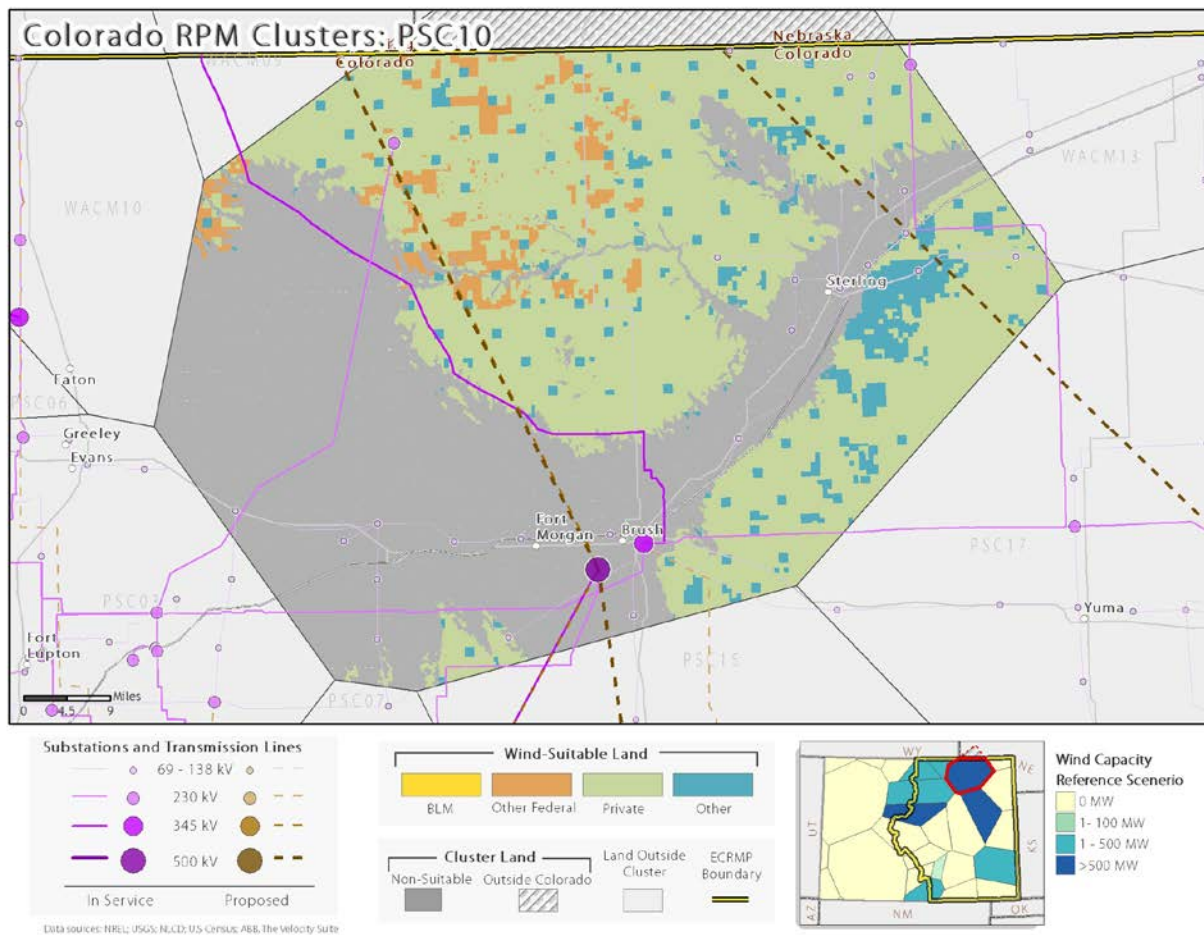 Colorado RPM Clusters: PSC10
Nebraska
Colorado
Colorado
WACM13
WACM10
Sterling
Eaton
PSC06
Greeley
Evans
Fort
Morgan
Brush
PSC17
PSC03
Yuma
Fort
Lupton
PSC15
PSC07
Miles
0 4.5 9
Substations and Transmission Lines
69 - 138 kV
230 kV
345 kV
500 kV
In Service
Proposed
Wind-Suitable Land
BLM
Other Federal
Private
Other
Cluster Land
Non-Suitable
Outside Colorado
Land Outside
Cluster
ECRMP
Boundary
WY
NE
UT
KS
AZ
NM
OK
Wind Capacity
Reference Scenerio
0 MW
1- 100 MW
1 - 500 MW
>500 MW
Data sources: NREL; USGS; NLCD; U.S Census; ABB, The Velocity Suite